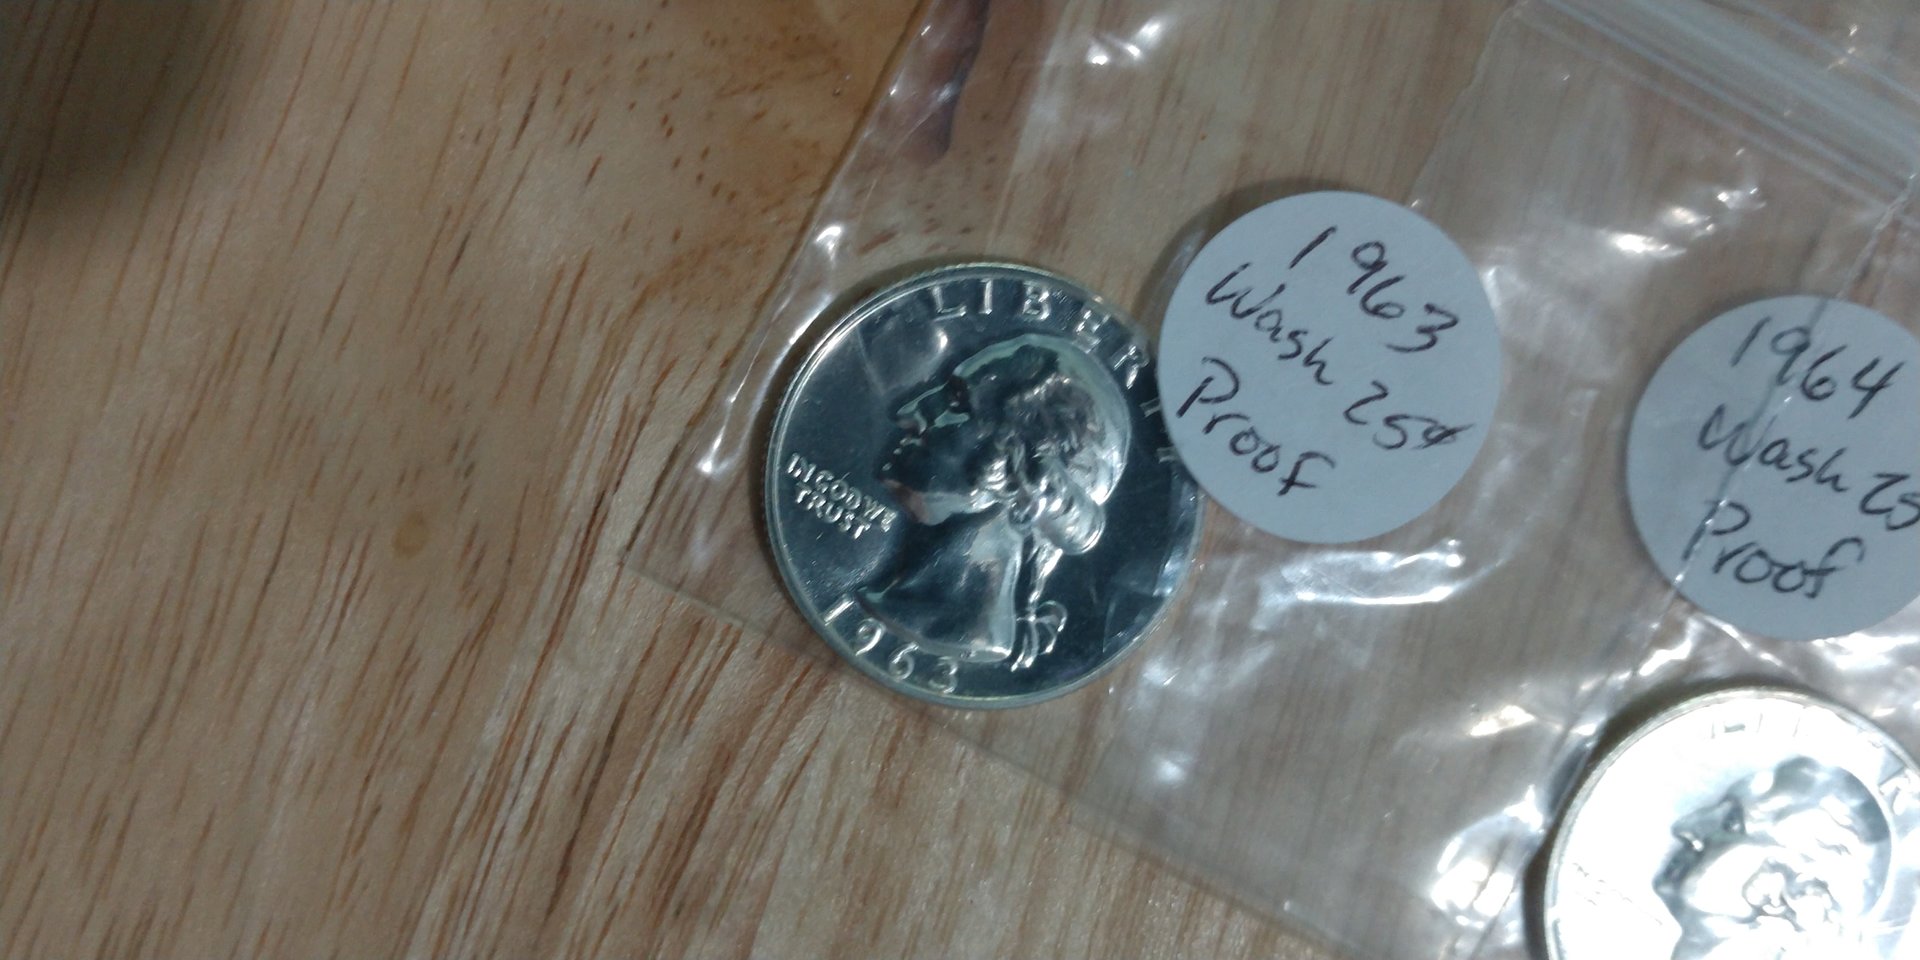 LIBERTY
IN GOD WE
TRUST
1963
1963
Wash 25¢
Proof
1964
Wash 25
Proof